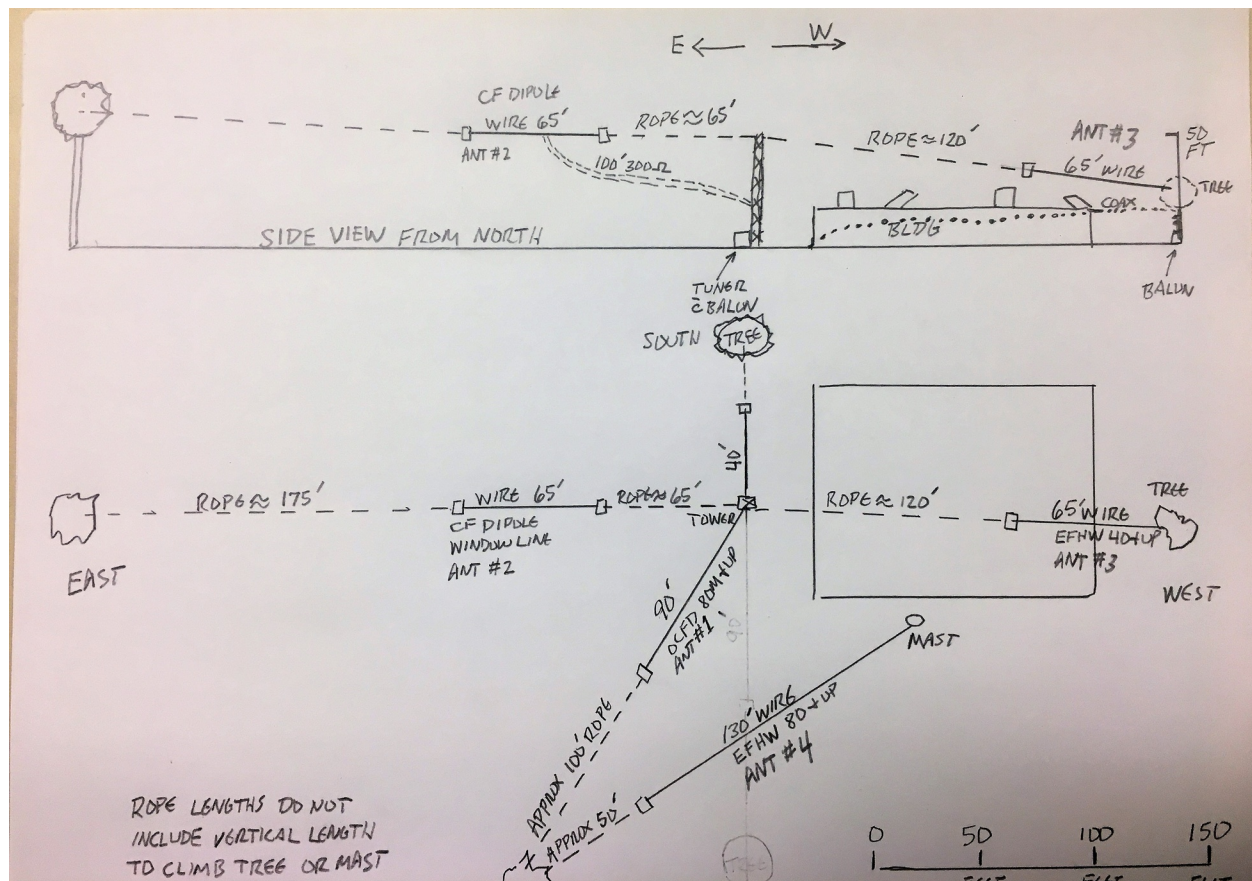 E W
CF DIPOLE
WIRE 65'
ANT #2
ROPE ≈ 65'
ROPE ≈ 120'
ANT #3
50
FT
65' WIRE
TREE
100' 300Ω
COAX
BLDG
SIDE VIEW FROM NORTH
TUNER
c̄ BALUN
BALUN
SOUTH
TREE
40'
ROPE ≈ 175'
WIRE 65'
ROPE ≈ 65'
TOWER
ROPE ≈ 120'
TREE
65' WIRE
EFHW 40+UP
ANT #3
CF DIPOLE
WINDOW LINE
ANT #2
EAST
WEST
90'
OCFD 80M+UP
ANT #1
90'
MAST
130' WIRE
EFHW 80+UP
ANT #4
APPROX 100' ROPE
APPROX 50'
ROPE LENGTHS DO NOT
INCLUDE VERTICAL LENGTH
TO CLIMB TREE OR MAST
TREE
0 50 100 150